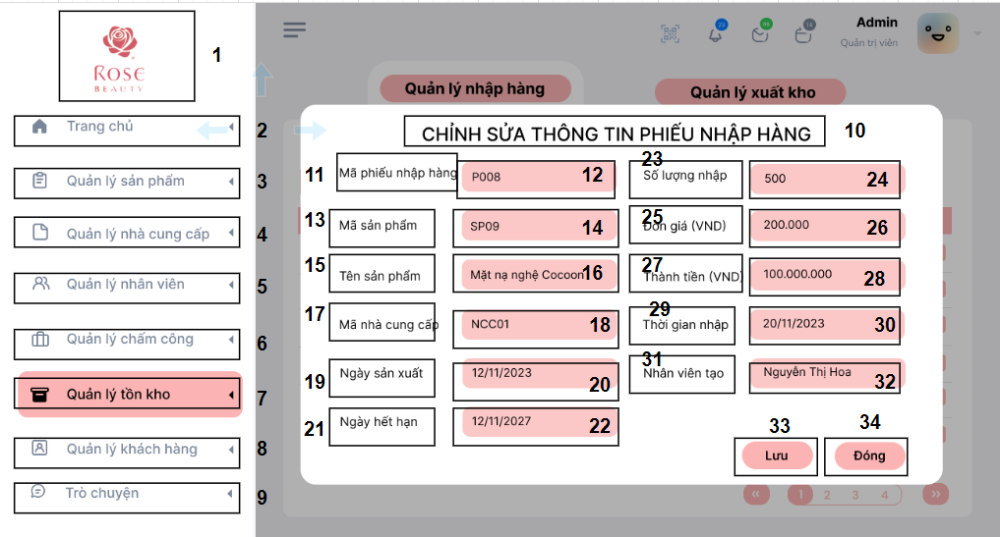 ROSE
BEAUTY
1
Trang chủ
2
Quản lý sản phẩm
3
Quản lý nhà cung cấp
4
Quản lý nhân viên
5
Quản lý chấm công
6
Quản lý tồn kho
7
Quản lý khách hàng
8
Trò chuyện
9
23
Admin
Quản trị viên
Quản lý nhập hàng
Quản lý xuất kho
CHỈNH SỬA THÔNG TIN PHIẾU NHẬP HÀNG
10
11
Mã phiếu nhập hàng
P008
12
23
Số lượng nhập
500
24
13
Mã sản phẩm
SP09
14
25
Đơn giá (VND)
200.000
26
15
Tên sản phẩm
Mặt nạ nghệ Cocoon
16
27
Thành tiền (VND)
100.000.000
28
17
Mã nhà cung cấp
NCC01
18
29
Thời gian nhập
20/11/2023
30
19
Ngày sản xuất
12/11/2023
20
31
Nhân viên tạo
Nguyễn Thị Hoa
32
21
Ngày hết hạn
12/11/2027
22
33
Lưu
34
Đóng
« 1 2 3 4 »